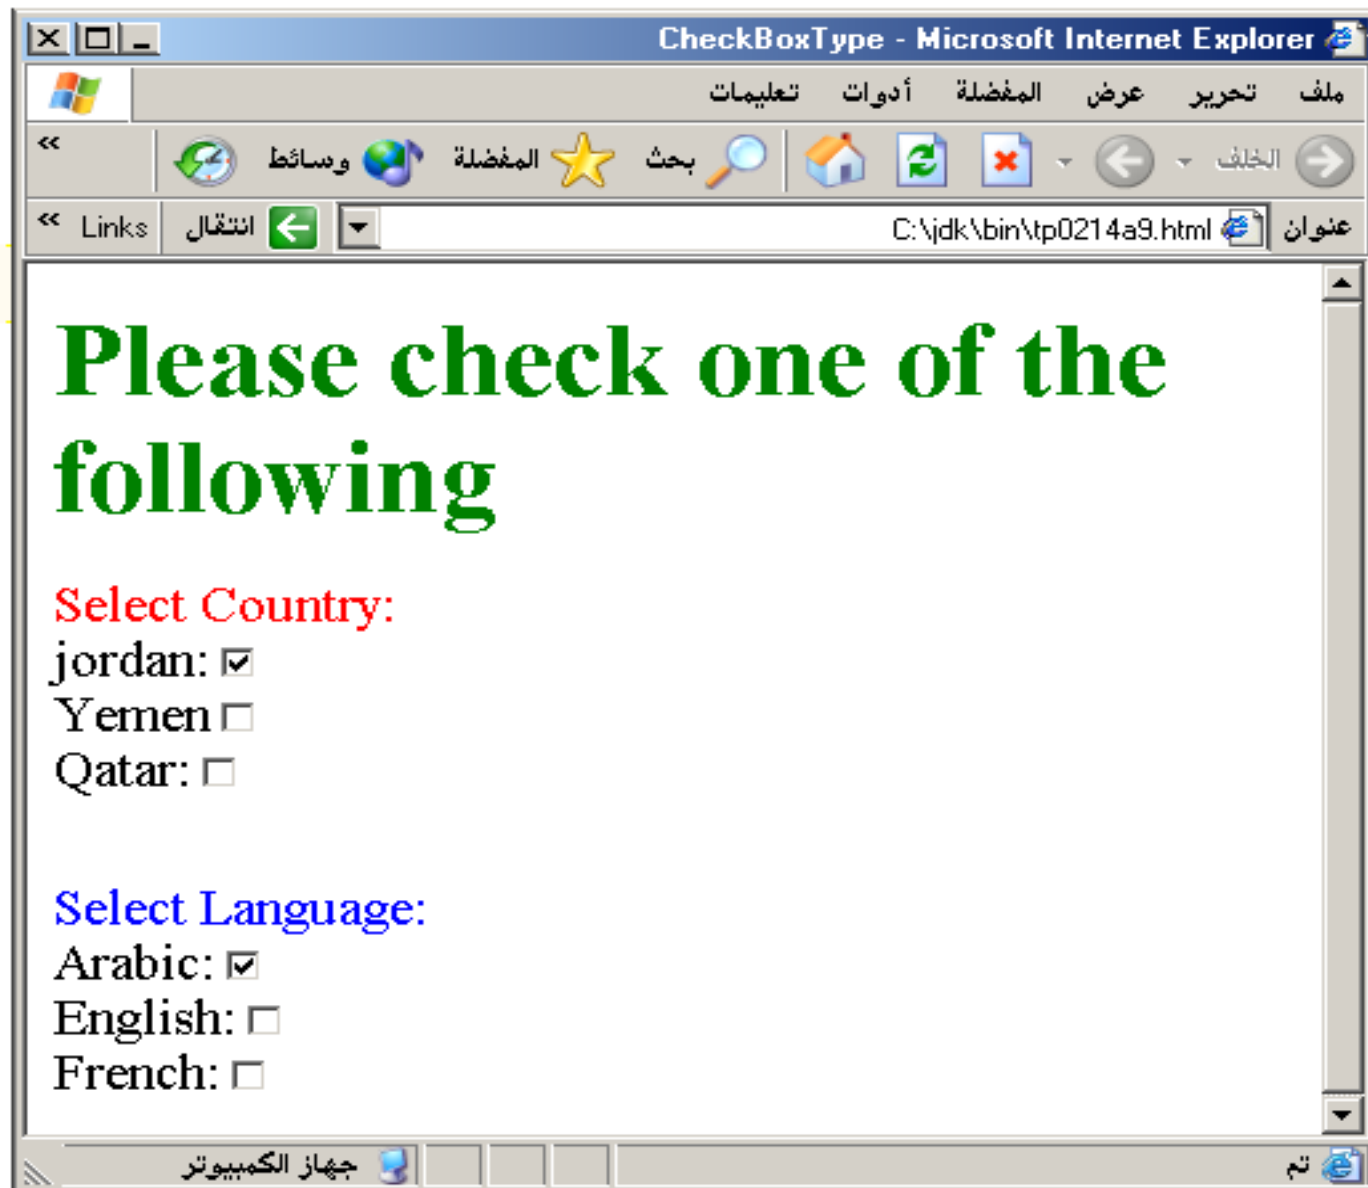 CheckBoxType - Microsoft Internet Explorer
ملف تحرير عرض المفضلة أدوات تعليمات
الخلف بحث المفضلة وسائط »
عنوان C:\jdk\bin\tp0214a9.html انتقال Links »
Please check one of the
following
Select Country:
jordan:
Yemen
Qatar:
Select Language:
Arabic:
English:
French:
تم جهاز الكمبيوتر